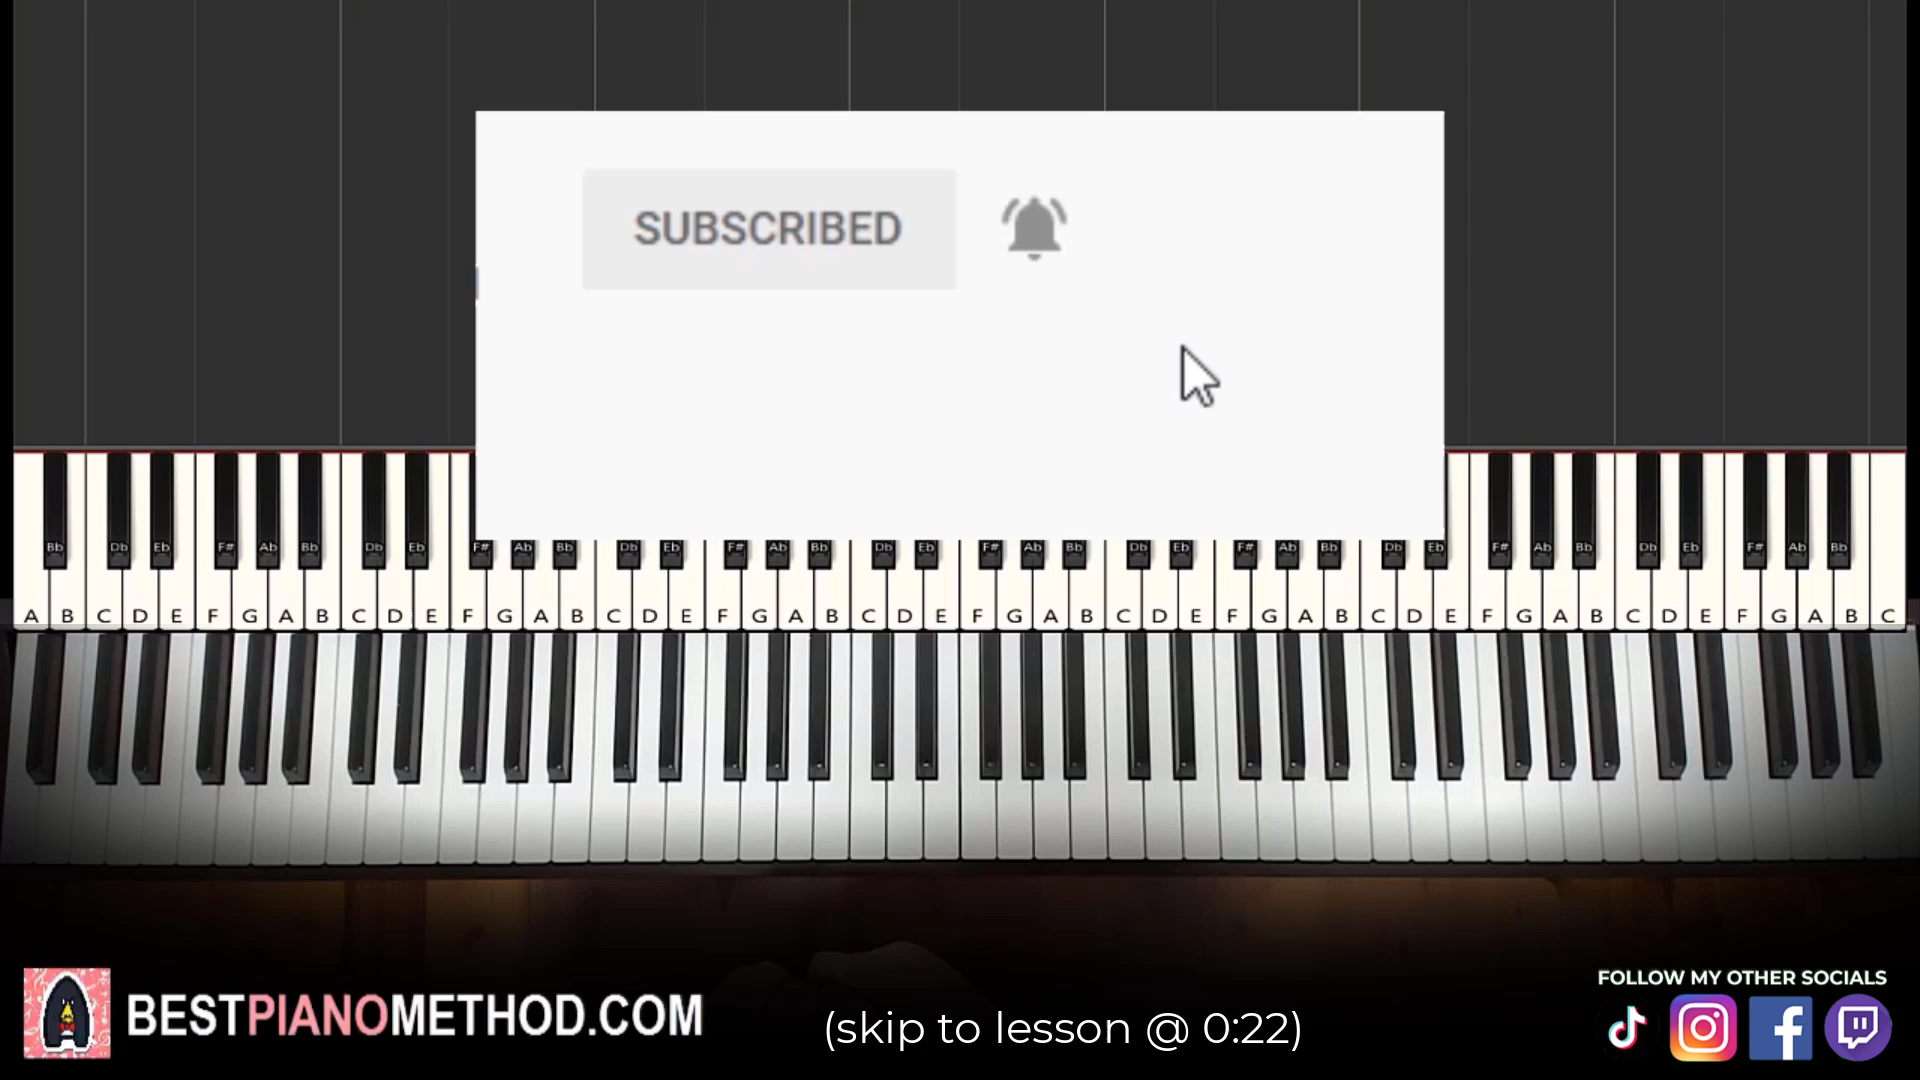 SUBSCRIBED
Bb Db Eb F# Ab Bb Db Eb F# Ab Bb Db Eb F# Ab Bb Db Eb F# Ab Bb Db Eb F# Ab Bb Db Eb F# Ab Bb Db Eb F# Ab Bb
A B C D E F G A B C D E F G A B C D E F G A B C D E F G A B C D E F G A B C D E F G A B C D E F G A B C
FOLLOW MY OTHER SOCIALS
BESTPIANOMETHOD.COM
(skip to lesson @ 0:22)